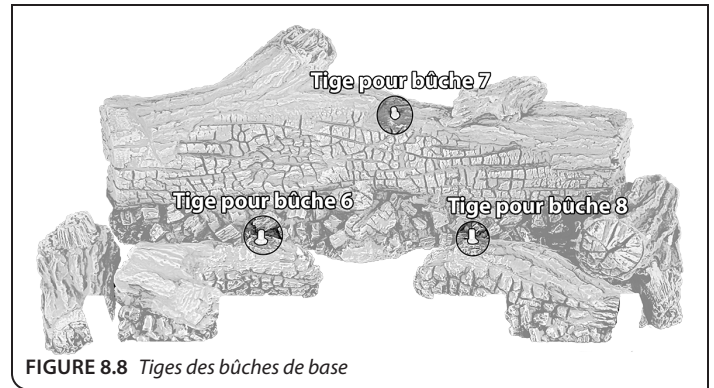 Tige pour bûche 7
Tige pour bûche 6
Tige pour bûche 8
FIGURE 8.8 Tiges des bûches de base